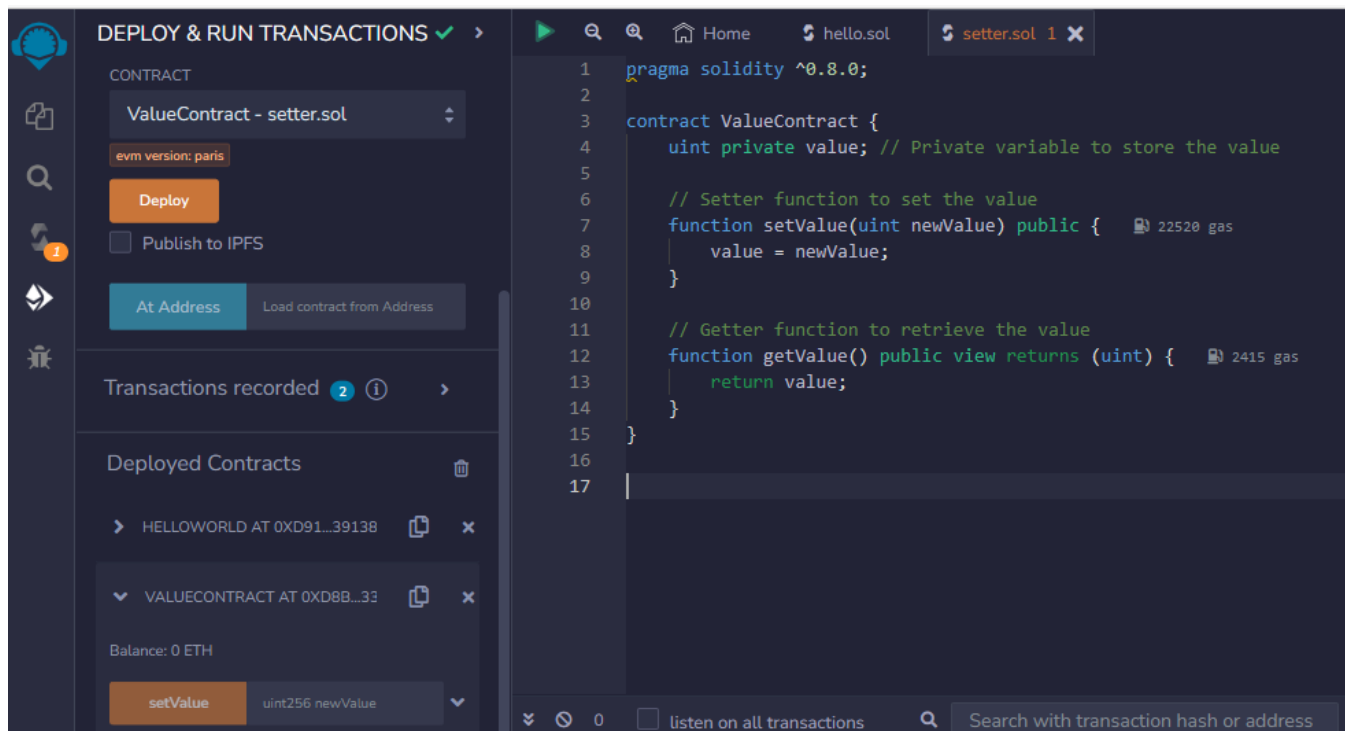 DEPLOY & RUN TRANSACTIONS
CONTRACT
ValueContract - setter.sol
evm version: paris
Deploy
Publish to IPFS
1
At Address Load contract from Address
Transactions recorded 2 i
Deployed Contracts
HELLOWORLD AT 0XD91...39138
VALUECONTRACT AT 0XD8B...33
Balance: 0 ETH
setValue uint256 newValue
Home hello.sol setter.sol 1
1 pragma solidity ^0.8.0;
2
3 contract ValueContract {
4 uint private value; // Private variable to store the value
5
6 // Setter function to set the value
7 function setValue(uint newValue) public { 22520 gas
8 value = newValue;
9 }
10
11 // Getter function to retrieve the value
12 function getValue() public view returns (uint) { 2415 gas
13 return value;
14 }
15 }
16
17
0 listen on all transactions Search with transaction hash or address